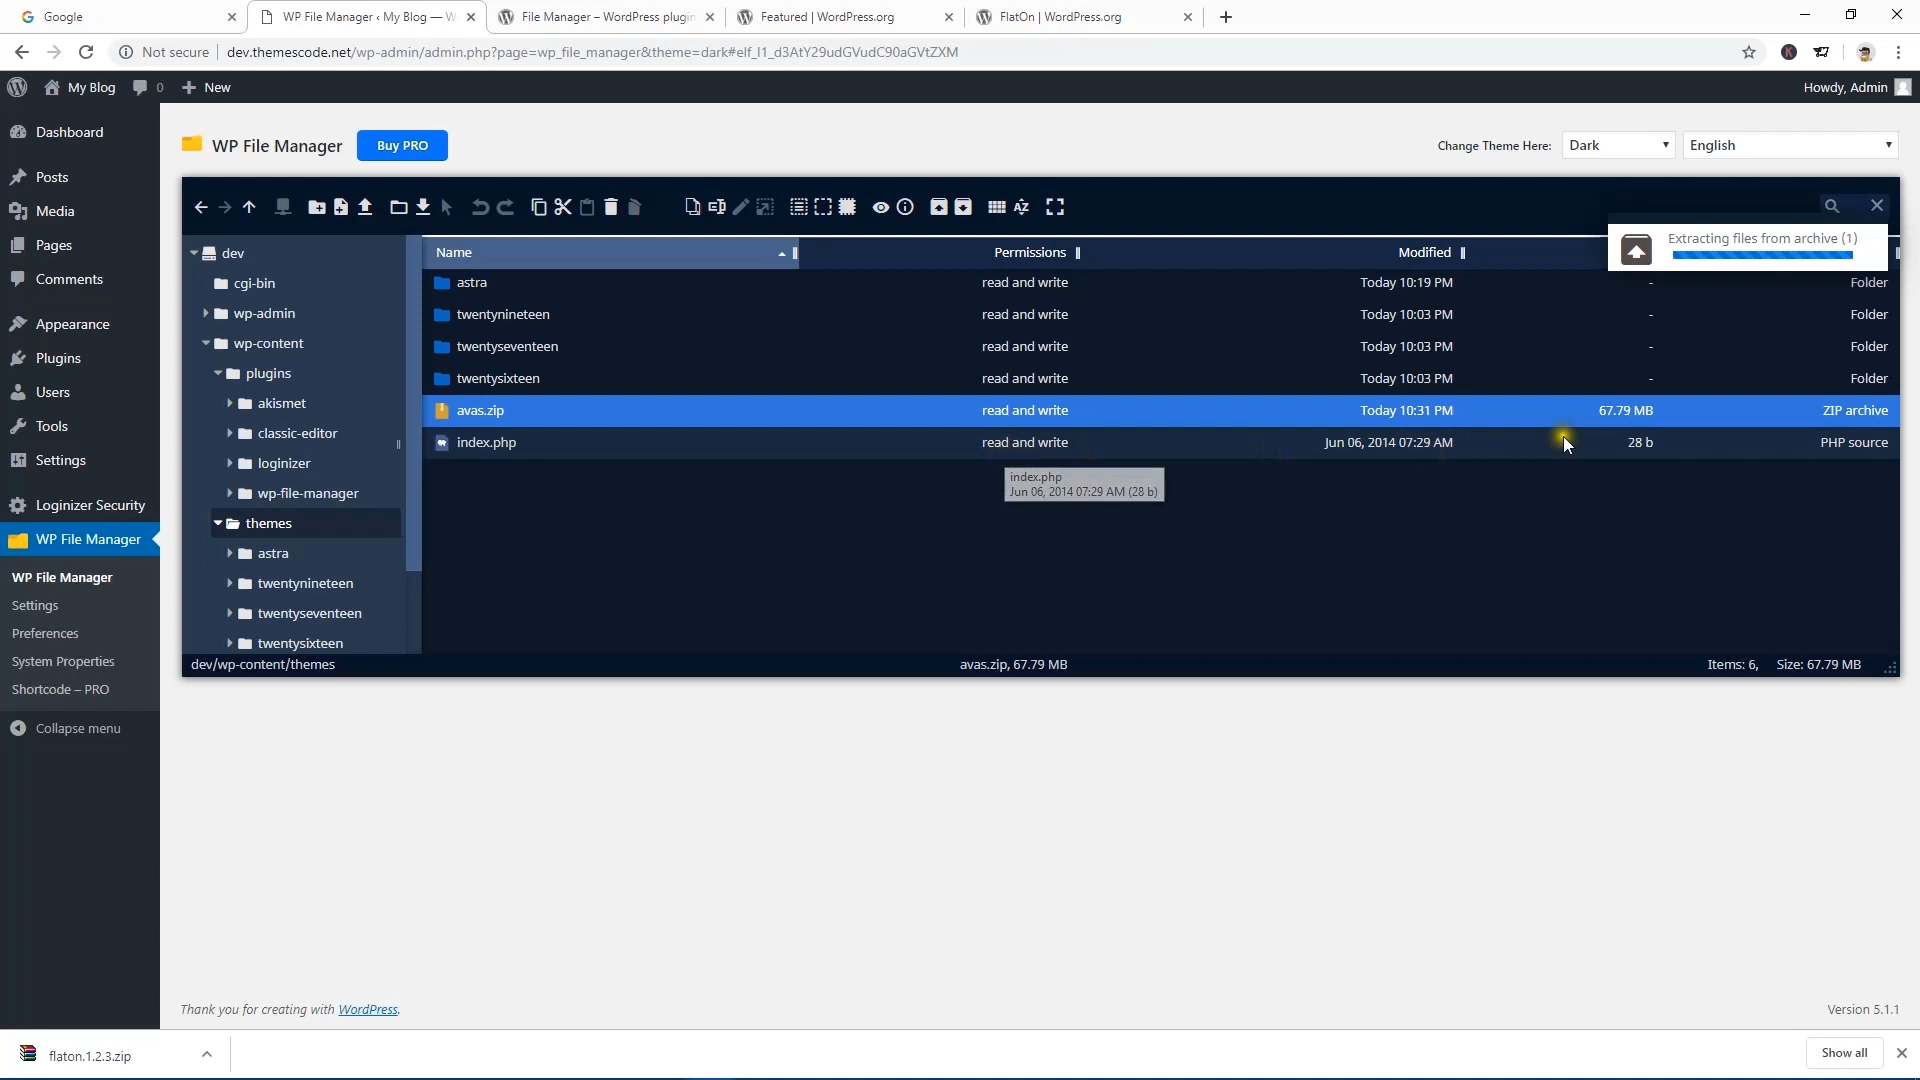 Google
WP File Manager ‹ My Blog — W
File Manager – WordPress plugin
Featured | WordPress.org
FlatOn | WordPress.org
Not secure
dev.themescode.net/wp-admin/admin.php?page=wp_file_manager&theme=dark#elf_l1_d3AtY29udGVudC90aGVtZXM
K
My Blog
0
New
Howdy, Admin
Dashboard
Posts
Media
Pages
Comments
Appearance
Plugins
Users
Tools
Settings
Loginizer Security
WP File Manager
WP File Manager
Settings
Preferences
System Properties
Shortcode – PRO
Collapse menu
WP File Manager
Buy PRO
Change Theme Here:
Dark
English
Extracting files from archive (1)
dev
cgi-bin
wp-admin
wp-content
plugins
akismet
classic-editor
loginizer
wp-file-manager
themes
astra
twentynineteen
twentyseventeen
twentysixteen
Name Permissions Modified
astra read and write Today 10:19 PM - Folder
twentynineteen read and write Today 10:03 PM - Folder
twentyseventeen read and write Today 10:03 PM - Folder
twentysixteen read and write Today 10:03 PM - Folder
avas.zip read and write Today 10:31 PM 67.79 MB ZIP archive
index.php read and write Jun 06, 2014 07:29 AM 28 b PHP source
index.php
Jun 06, 2014 07:29 AM (28 b)
dev/wp-content/themes
avas.zip, 67.79 MB
Items: 6, Size: 67.79 MB
Thank you for creating with WordPress.
Version 5.1.1
flaton.1.2.3.zip
Show all